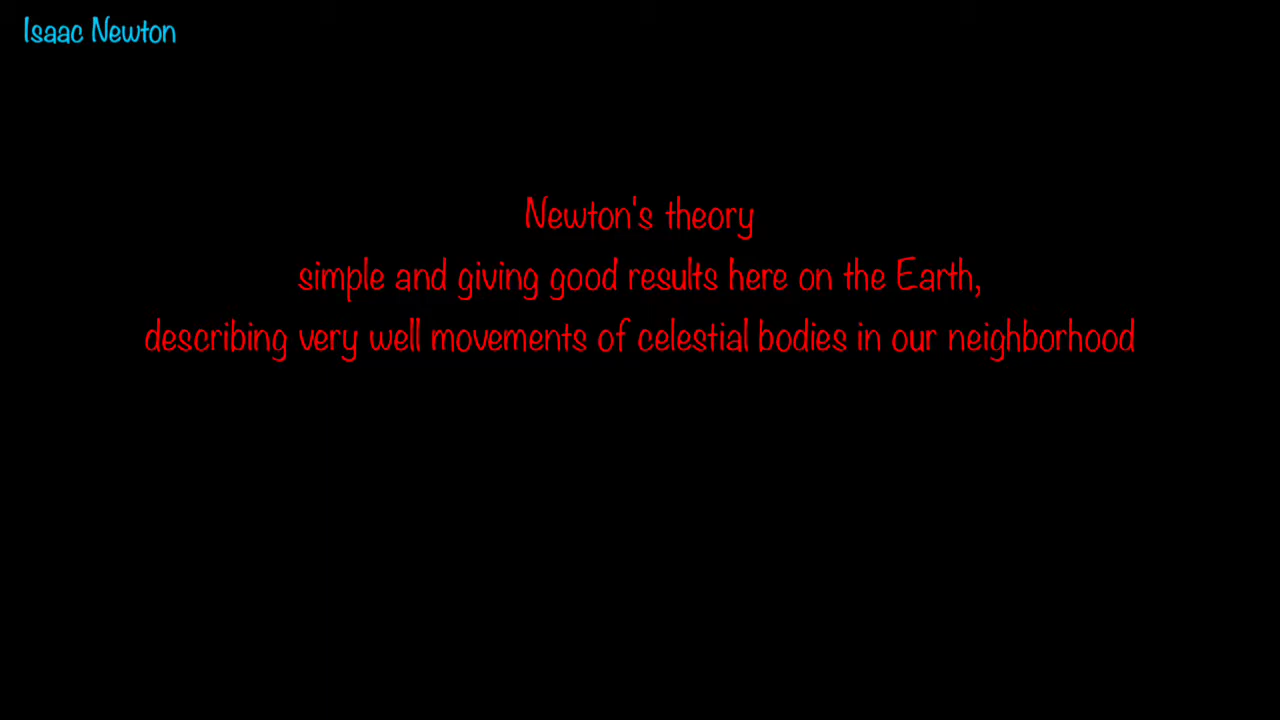 Isaac Newton
Newton's theory
simple and giving good results here on the Earth,
describing very well movements of celestial bodies in our neighborhood